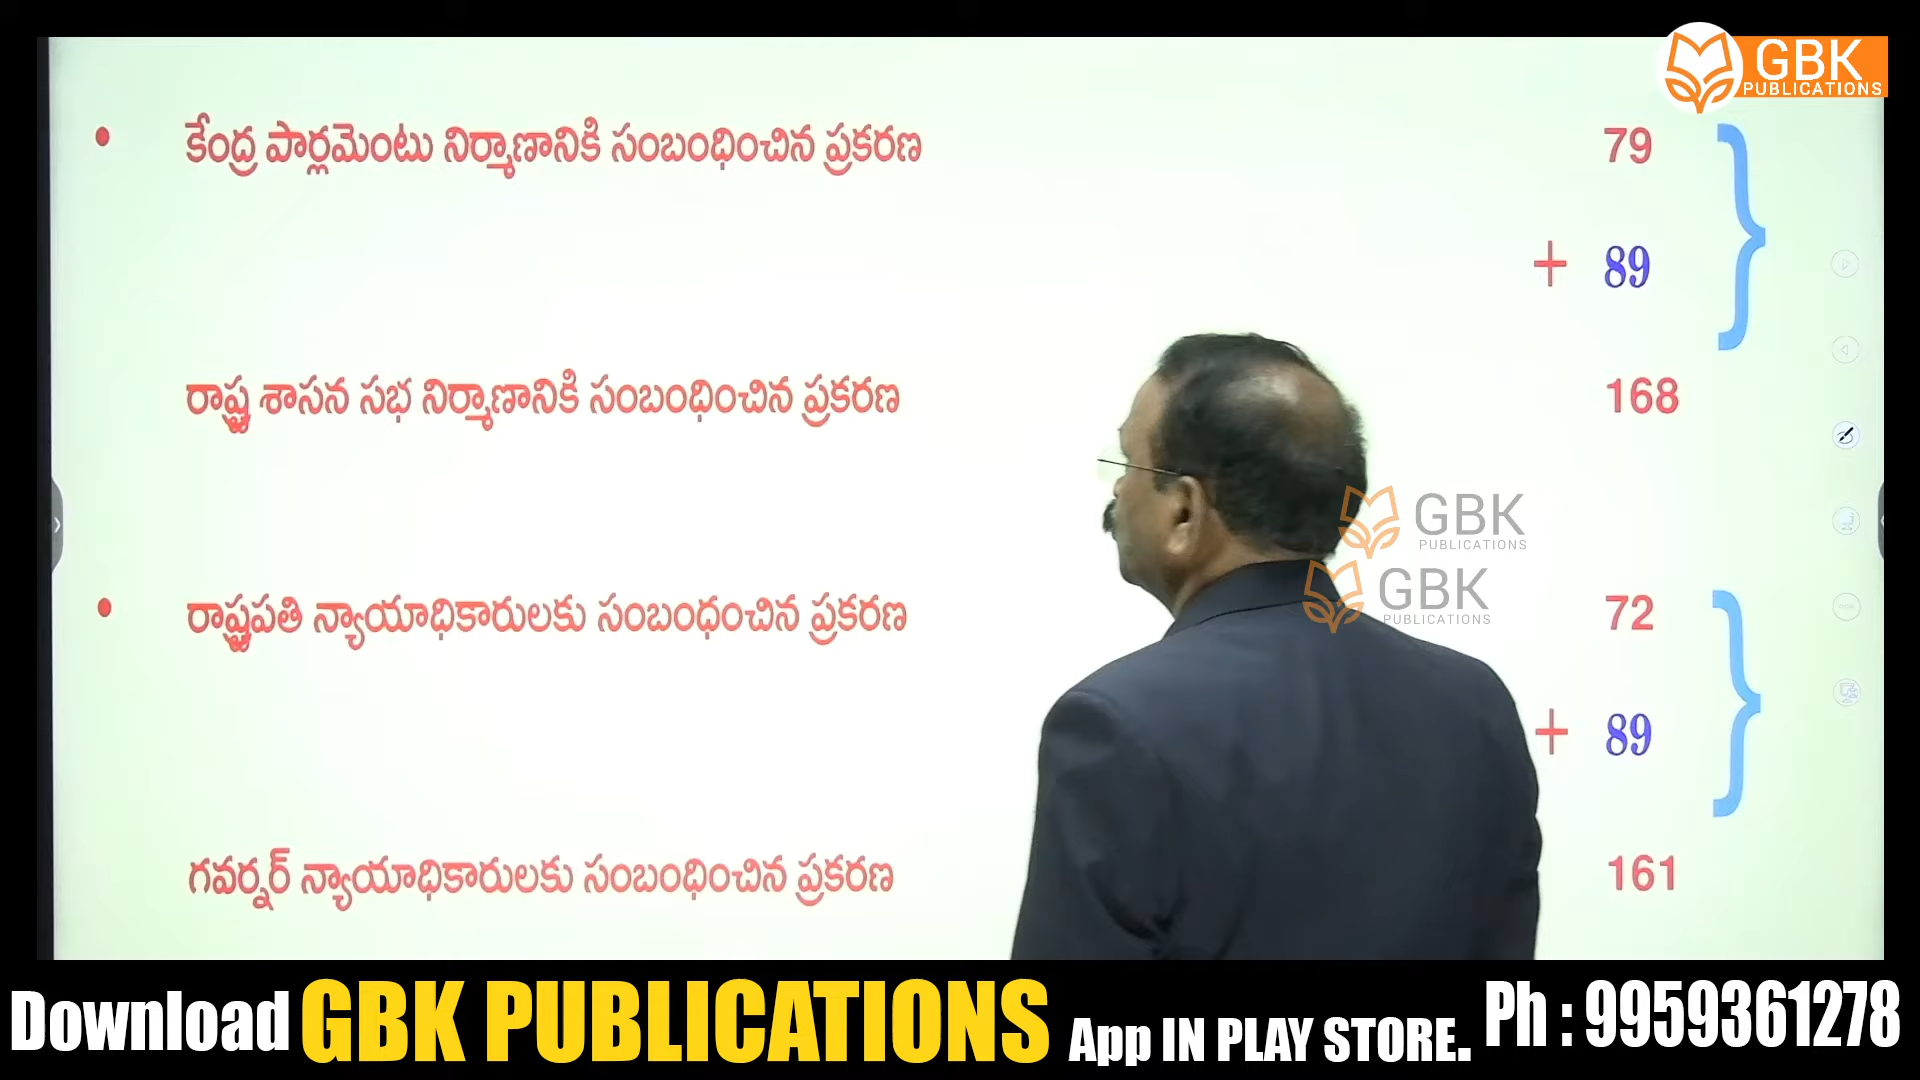 GBK
PUBLICATIONS
• కేంద్ర పార్లమెంటు నిర్మాణానికి సంబంధించిన ప్రకరణ 79
+ 89
రాష్ట్ర శాసన సభ నిర్మాణానికి సంబంధించిన ప్రకరణ 168
GBK
PUBLICATIONS
GBK
PUBLICATIONS
• రాష్ట్రపతి న్యాయాధికారులకు సంబంధంచిన ప్రకరణ 72
+ 89
గవర్నర్ న్యాయాధికారులకు సంబంధించిన ప్రకరణ 161
Download GBK PUBLICATIONS App IN PLAY STORE. Ph : 9959361278